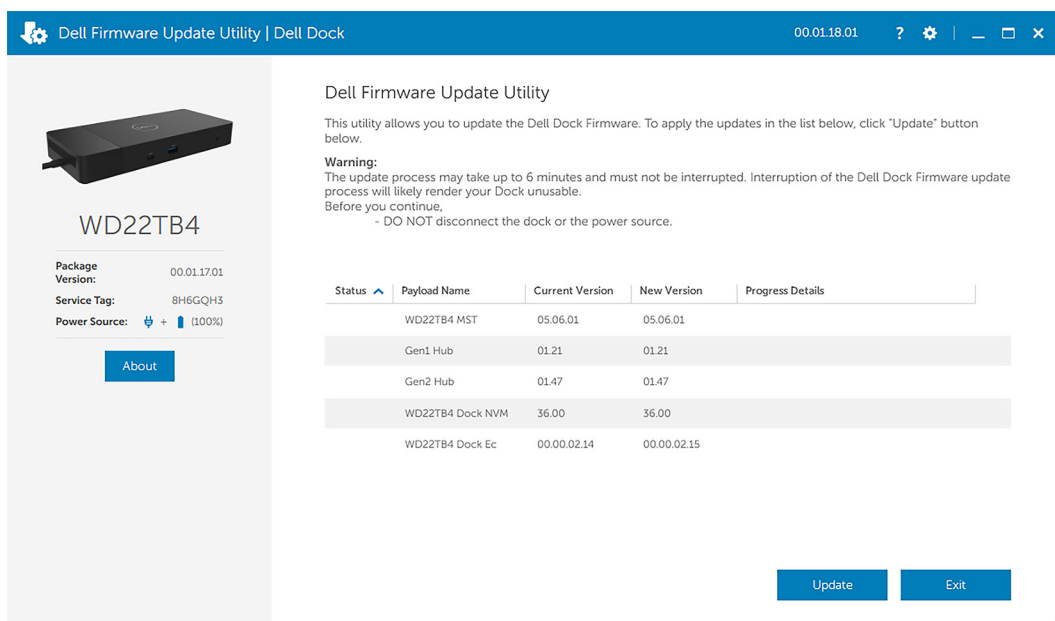 Dell Firmware Update Utility | Dell Dock
00.01.18.01
?
Dell Firmware Update Utility
This utility allows you to update the Dell Dock Firmware. To apply the updates in the list below, click "Update" button
below.
Warning:
The update process may take up to 6 minutes and must not be interrupted. Interruption of the Dell Dock Firmware update
process will likely render your Dock unusable.
Before you continue,
- DO NOT disconnect the dock or the power source.
WD22TB4
Package
Version:
00.01.17.01
Service Tag: 8H6GQH3
Power Source: + (100%)
About
Status Payload Name Current Version New Version Progress Details
WD22TB4 MST 05.06.01 05.06.01
Gen1 Hub 01.21 01.21
Gen2 Hub 01.47 01.47
WD22TB4 Dock NVM 36.00 36.00
WD22TB4 Dock Ec 00.00.02.14 00.00.02.15
Update
Exit